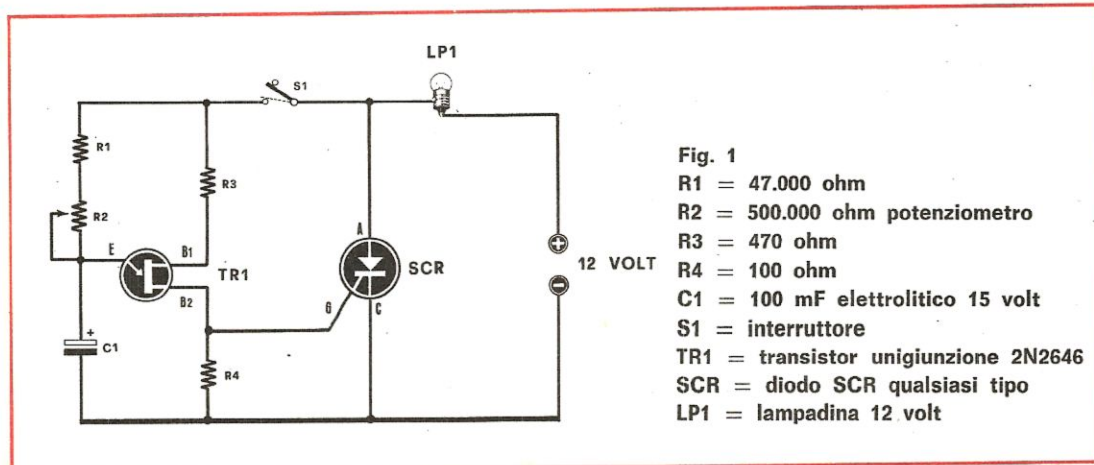 LP1
S1
R1
R3
R2
A
E
B1
TR1
SCR
12 VOLT
B2
G
C
C1
+
R4
Fig. 1
R1 = 47.000 ohm
R2 = 500.000 ohm potenziometro
R3 = 470 ohm
R4 = 100 ohm
C1 = 100 mF elettrolitico 15 volt
S1 = interruttore
TR1 = transistor unigiunzione 2N2646
SCR = diodo SCR qualsiasi tipo
LP1 = lampadina 12 volt